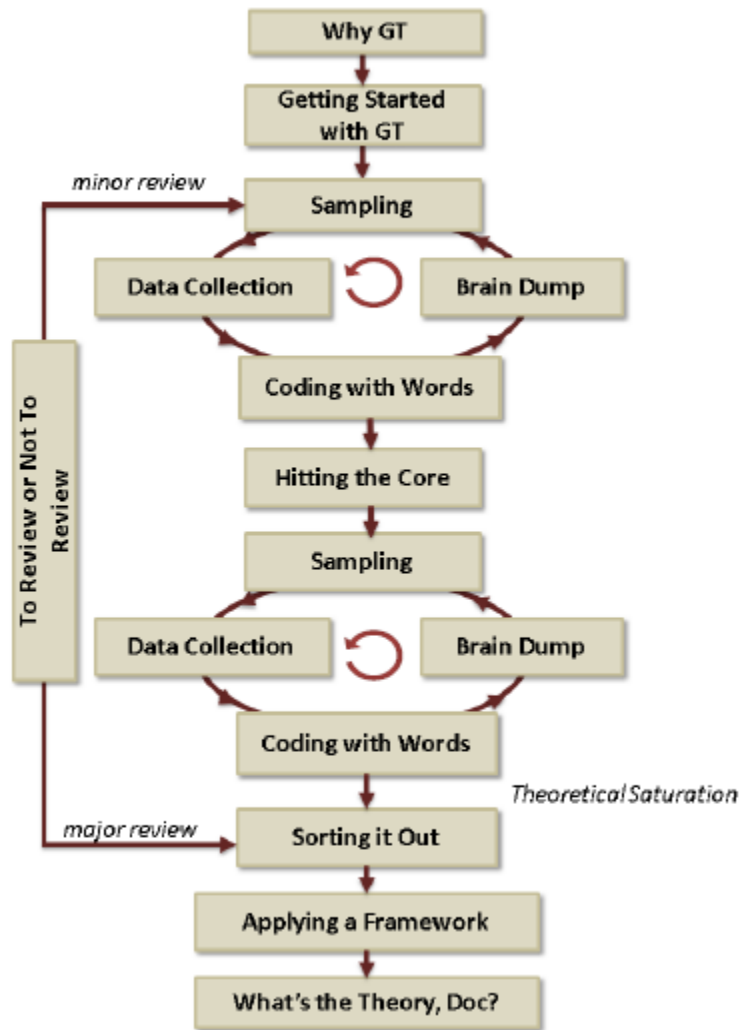 Why GT
Getting Started
with GT
minor review
Sampling
Data Collection
Brain Dump
Coding with Words
To Review or Not To
Review
Hitting the Core
Sampling
Data Collection
Brain Dump
Coding with Words
Theoretical Saturation
major review
Sorting it Out
Applying a Framework
What's the Theory, Doc?